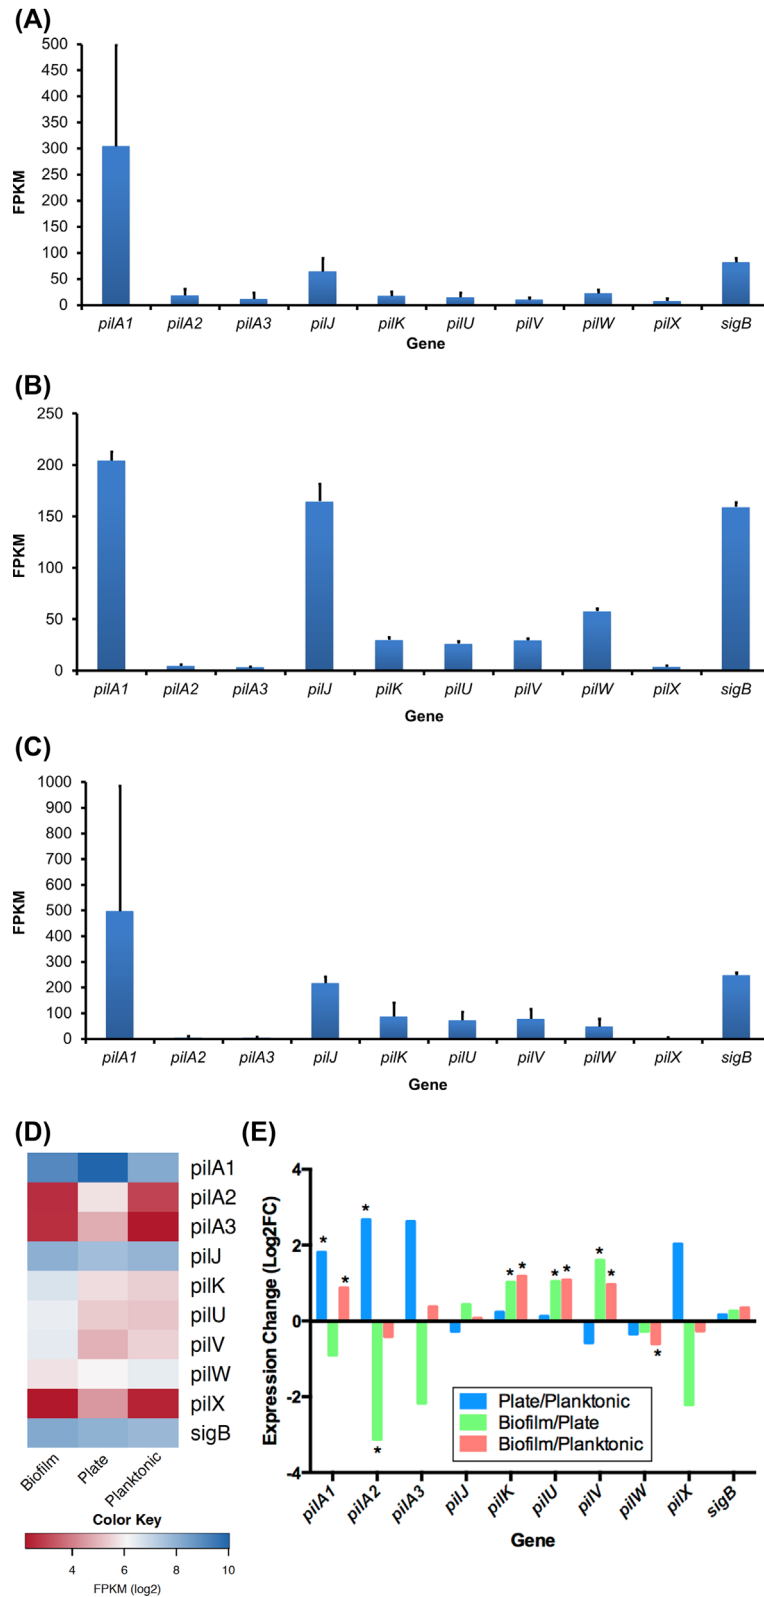 (A)
500
450
400
350
300
250
200
150
100
50
0
FPKM
pilA1 pilA2 pilA3 pilJ pilK pilU pilV pilW pilX sigB
Gene
(B)
250
200
150
100
50
0
FPKM
pilA1 pilA2 pilA3 pilJ pilK pilU pilV pilW pilX sigB
Gene
(C)
1000
900
800
700
600
500
400
300
200
100
0
FPKM
pilA1 pilA2 pilA3 pilJ pilK pilU pilV pilW pilX sigB
Gene
(D)
pilA1
pilA2
pilA3
pilJ
pilK
pilU
pilV
pilW
pilX
sigB
Biofilm Plate Planktonic
Color Key
4 6 8 10
FPKM (log2)
(E)
4
2
0
-2
-4
Expression Change (Log2FC)
* * * * * * * * * * *
Plate/Planktonic
Biofilm/Plate
Biofilm/Planktonic
pilA1 pilA2 pilA3 pilJ pilK pilU pilV pilW pilX sigB
Gene